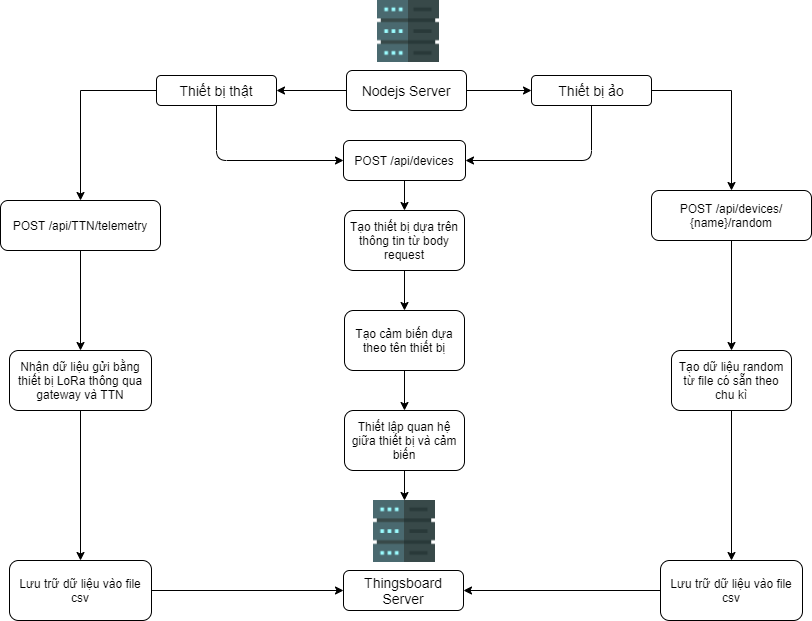 Thiết bị thật
Nodejs Server
Thiết bị ảo
POST /api/devices
POST /api/TTN/telemetry
POST /api/devices/
{name}/random
Tạo thiết bị dựa trên
thông tin từ body
request
Tạo cảm biến dựa
theo tên thiết bị
Nhận dữ liệu gửi bằng
thiết bị LoRa thông qua
gateway và TTN
Tạo dữ liệu random
từ file có sẵn theo
chu kì
Thiết lập quan hệ
giữa thiết bị và cảm
biến
Lưu trữ dữ liệu vào file
csv
Thingsboard
Server
Lưu trữ dữ liệu vào file
csv